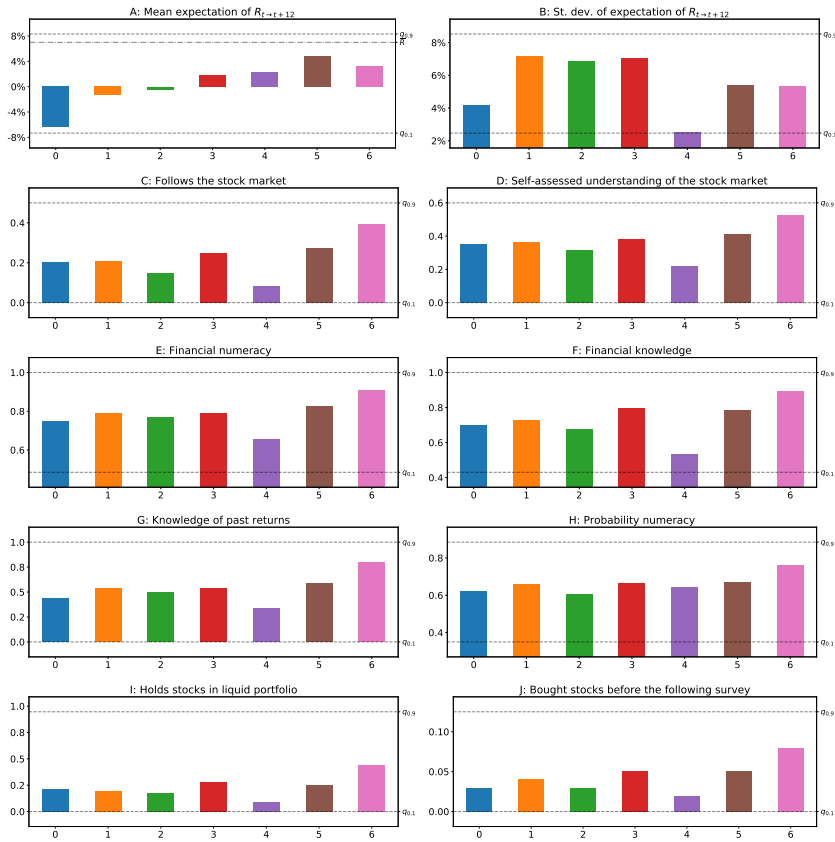 A: Mean expectation of R_{t→t+12}
8%
4%
0%
-4%
-8%
0 1 2 3 4 5 6
q_{0.9}
R̄
q_{0.1}
B: St. dev. of expectation of R_{t→t+12}
8%
6%
4%
2%
0 1 2 3 4 5 6
q_{0.9}
q_{0.1}
C: Follows the stock market
0.4
0.2
0.0
0 1 2 3 4 5 6
q_{0.9}
q_{0.1}
D: Self-assessed understanding of the stock market
0.6
0.4
0.2
0.0
0 1 2 3 4 5 6
q_{0.9}
q_{0.1}
E: Financial numeracy
1.0
0.8
0.6
0 1 2 3 4 5 6
q_{0.9}
q_{0.1}
F: Financial knowledge
1.0
0.8
0.6
0.4
0 1 2 3 4 5 6
q_{0.9}
q_{0.1}
G: Knowledge of past returns
1.0
0.8
0.5
0.2
0.0
0 1 2 3 4 5 6
q_{0.9}
q_{0.1}
H: Probability numeracy
0.8
0.6
0.4
0 1 2 3 4 5 6
q_{0.9}
q_{0.1}
I: Holds stocks in liquid portfolio
1.0
0.8
0.5
0.2
0.0
0 1 2 3 4 5 6
q_{0.9}
q_{0.1}
J: Bought stocks before the following survey
0.10
0.05
0.00
0 1 2 3 4 5 6
q_{0.9}
q_{0.1}